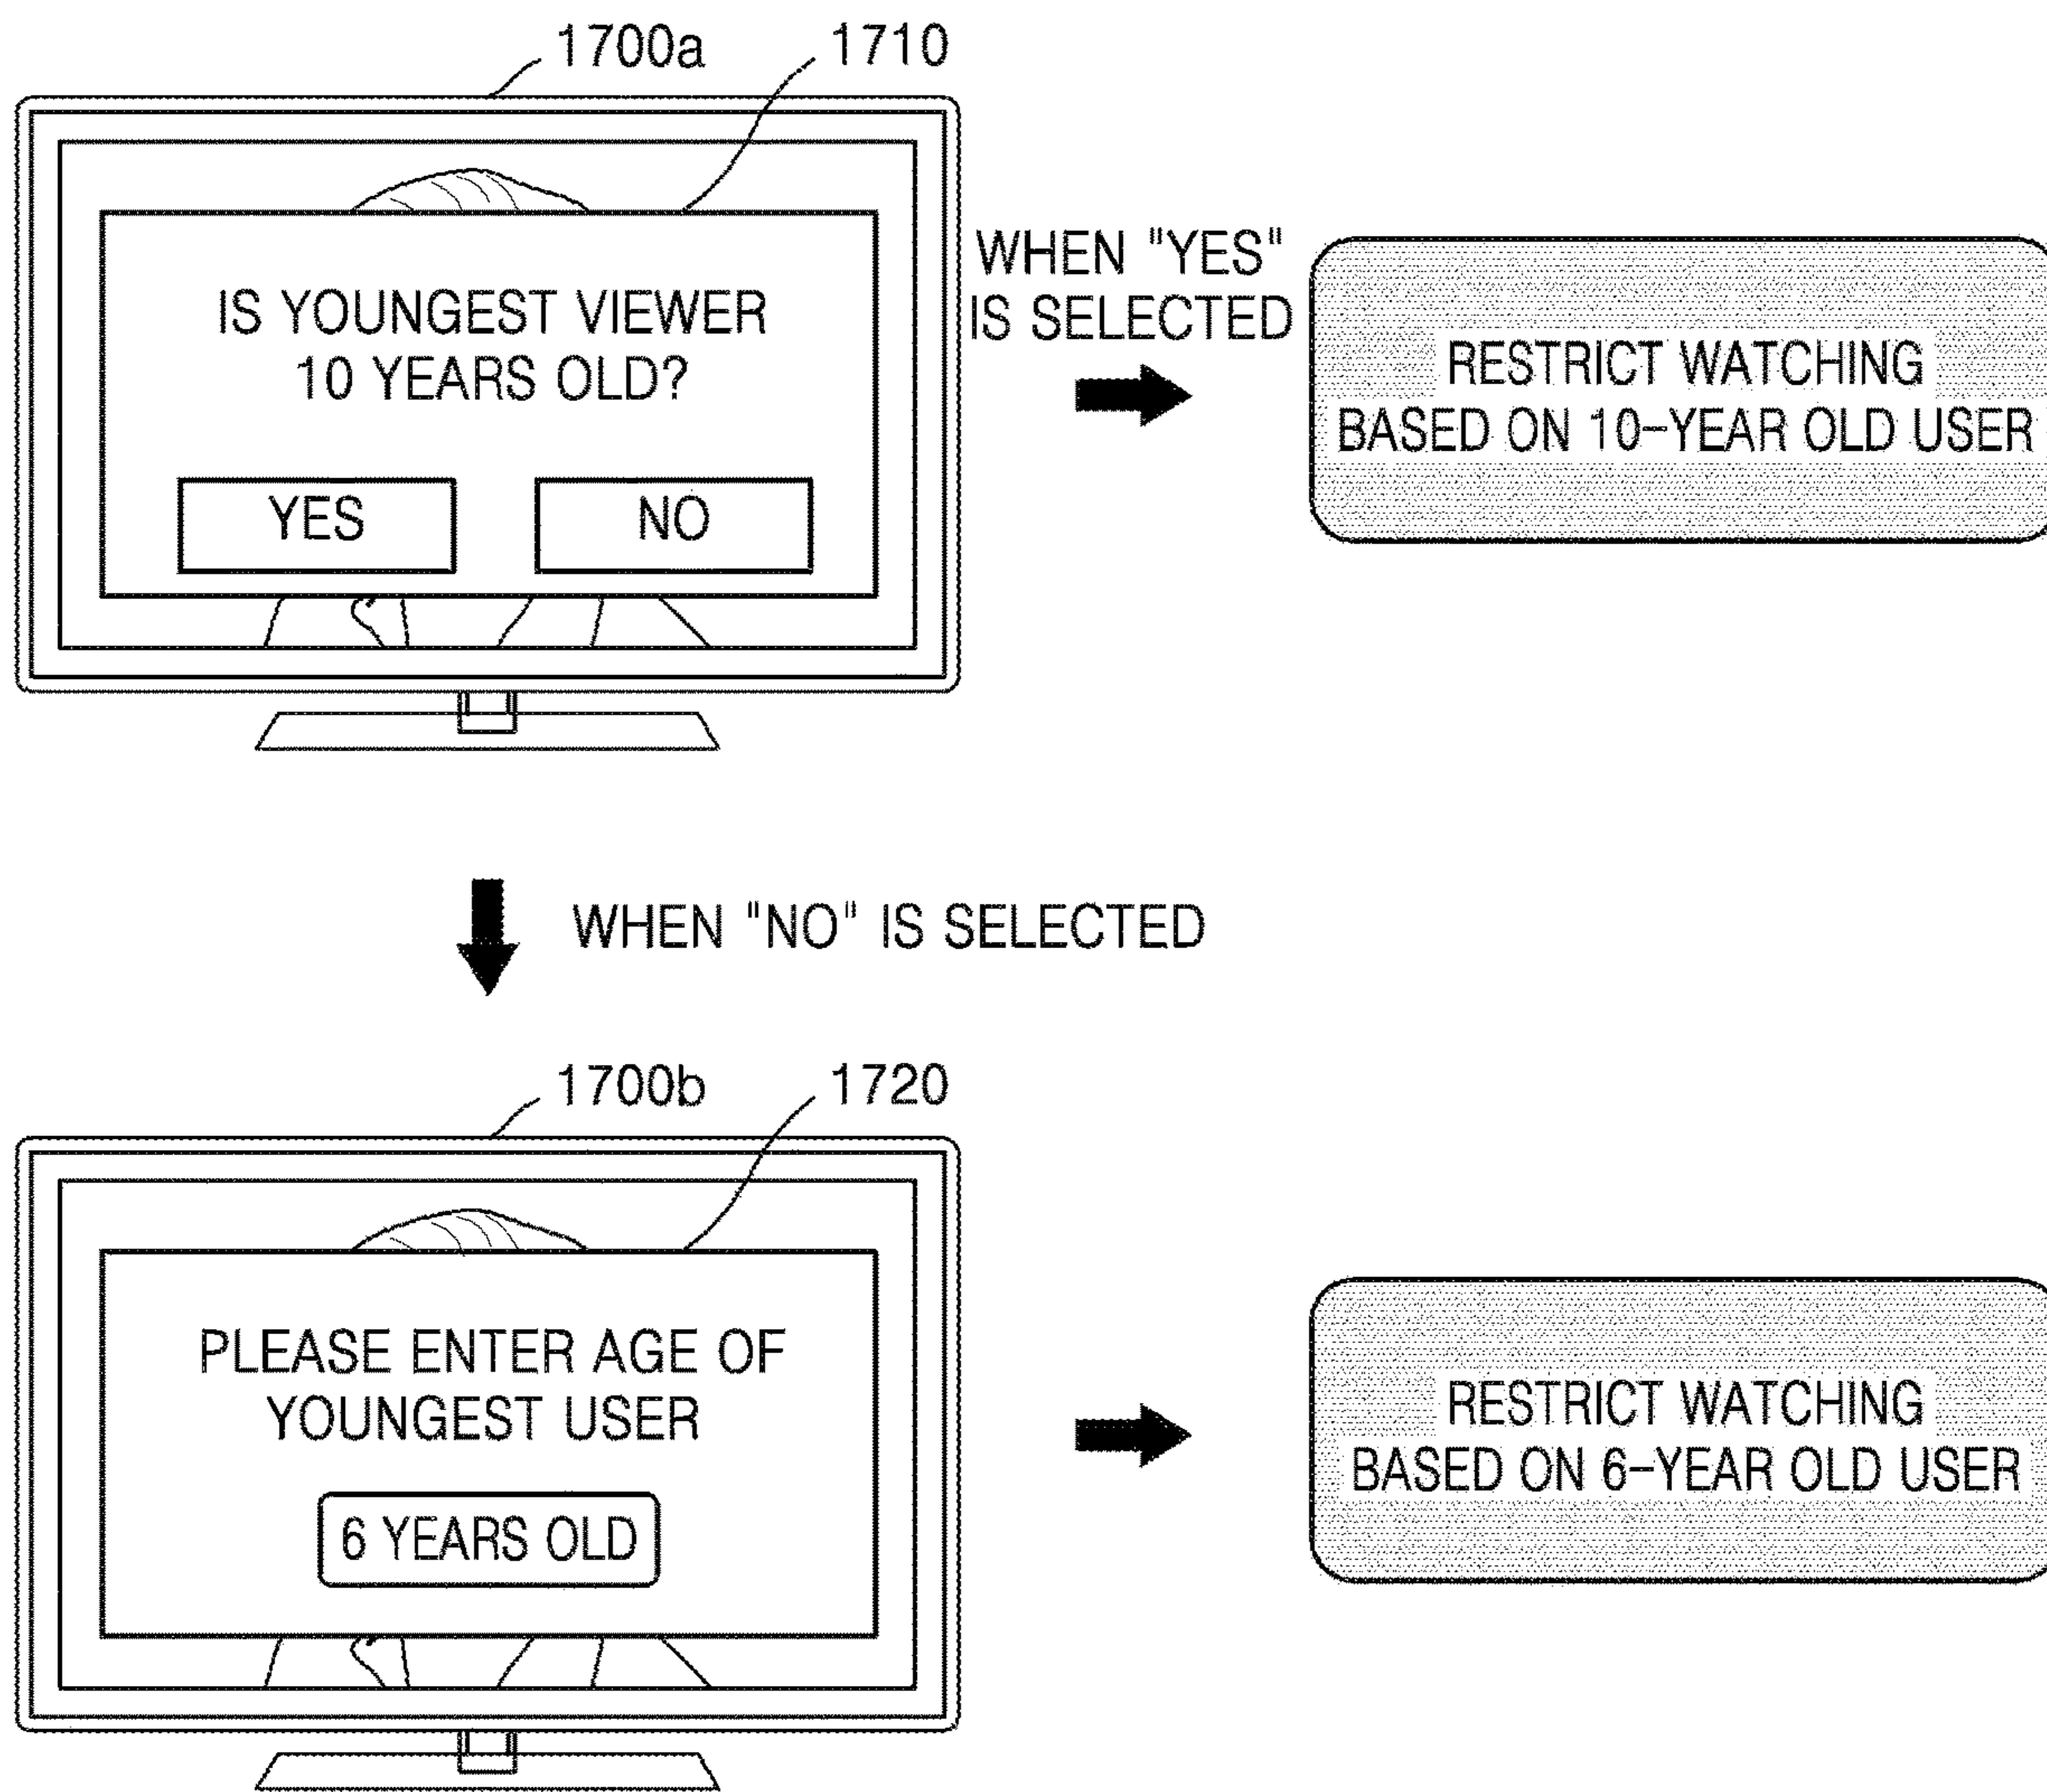 1700a
1710
IS YOUNGEST VIEWER
10 YEARS OLD?
YES
NO
WHEN "YES"
IS SELECTED
RESTRICT WATCHING
BASED ON 10-YEAR OLD USER
WHEN "NO" IS SELECTED
1700b
1720
PLEASE ENTER AGE OF
YOUNGEST USER
6 YEARS OLD
RESTRICT WATCHING
BASED ON 6-YEAR OLD USER